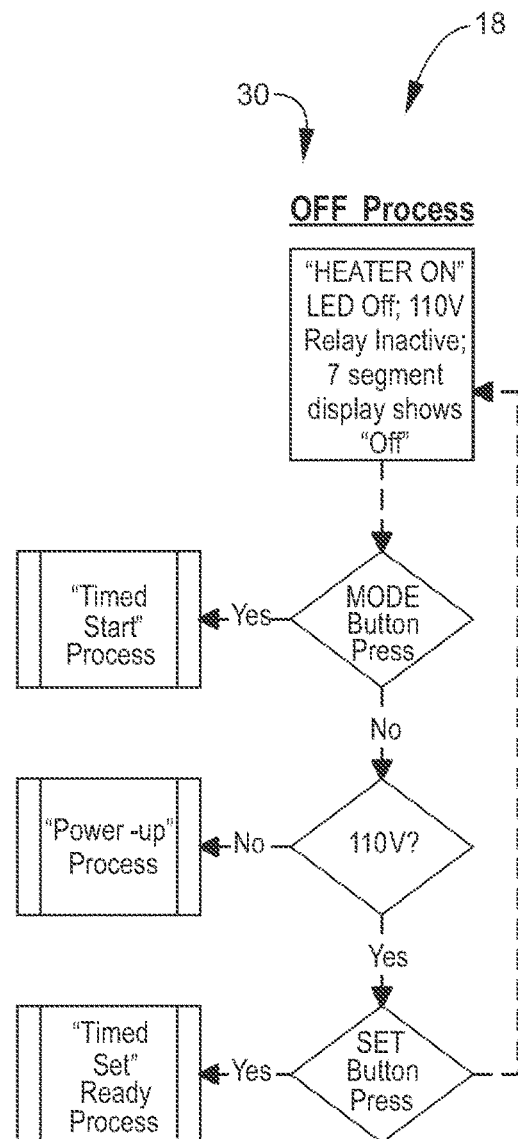 18
30
OFF Process
“HEATER ON”
LED Off; 110V
Relay Inactive;
7 segment
display shows
“Off”
MODE
Button
Press
Yes
“Timed
Start”
Process
No
110V?
No
“Power -up”
Process
Yes
SET
Button
Press
Yes
“Timed
Set”
Ready
Process